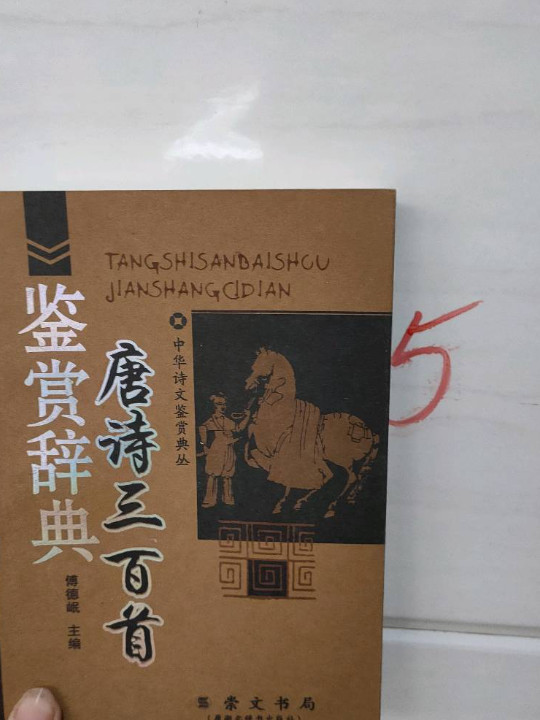 TANGSHISANBAISHOU
JIANSHANGCIDIAN
鉴赏辞典
唐诗三百首
中华诗文鉴赏典丛
傅德岷 主编
崇文书局
5